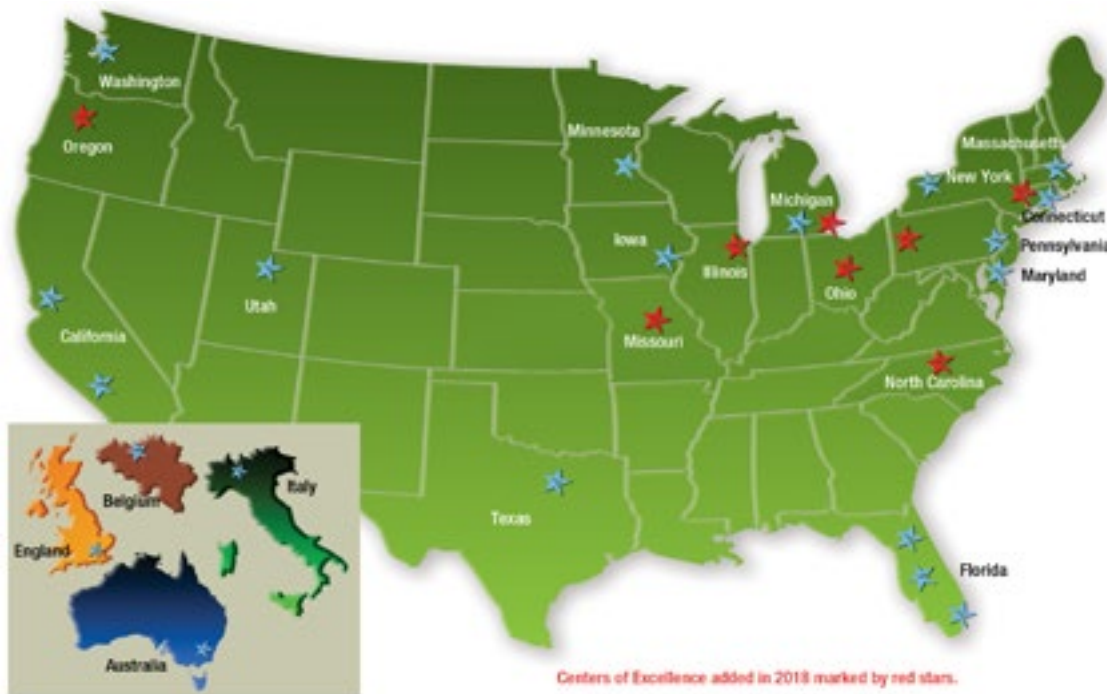 Washington
Oregon
Minnesota
Massachusetts
New York
Michigan
Connecticut
Iowa
Illinois
Pennsylvania
Ohio
Maryland
Utah
California
Missouri
North Carolina
Texas
Florida
Belgium
Italy
England
Australia
Centers of Excellence added in 2018 marked by red stars.